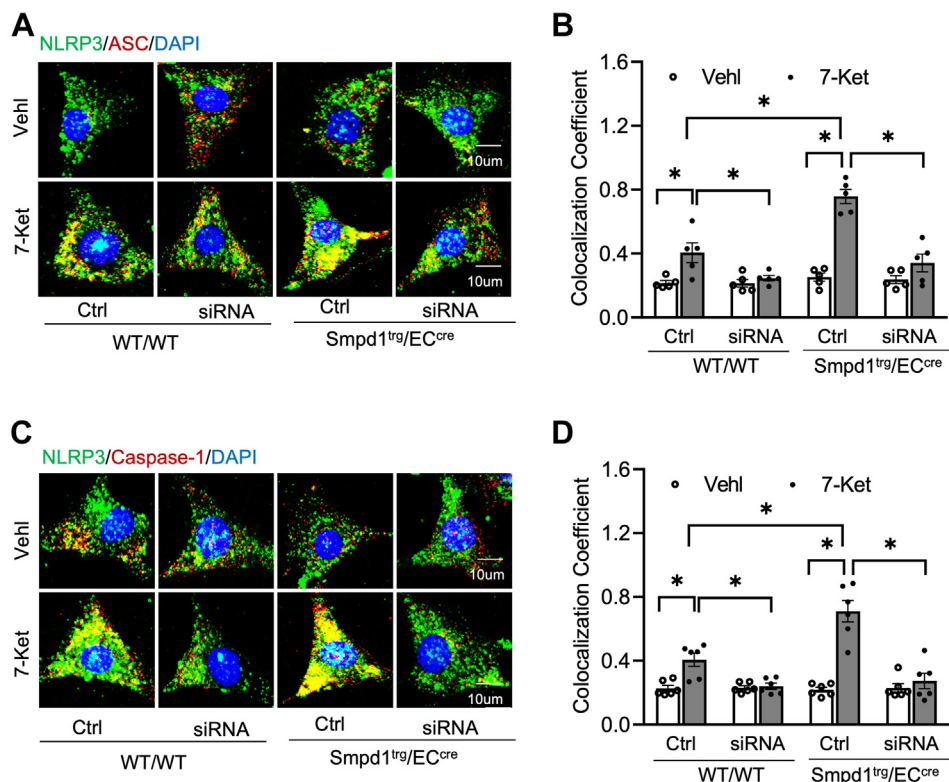 A
NLRP3/ASC/DAPI
Vehl
10um
7-Ket
10um
Ctrl siRNA Ctrl siRNA
WT/WT Smpd1trg/ECcre
B
Colocalization Coefficient
1.6
1.2
0.8
0.4
0.0
Vehl 7-Ket
*
* * * *
Ctrl siRNA Ctrl siRNA
WT/WT Smpd1trg/ECcre
C
NLRP3/Caspase-1/DAPI
Vehl
10um
7-Ket
10um
Ctrl siRNA Ctrl siRNA
WT/WT Smpd1trg/ECcre
D
Colocalization Coefficient
1.6
1.2
0.8
0.4
0.0
Vehl 7-Ket
*
* * * *
Ctrl siRNA Ctrl siRNA
WT/WT Smpd1trg/ECcre